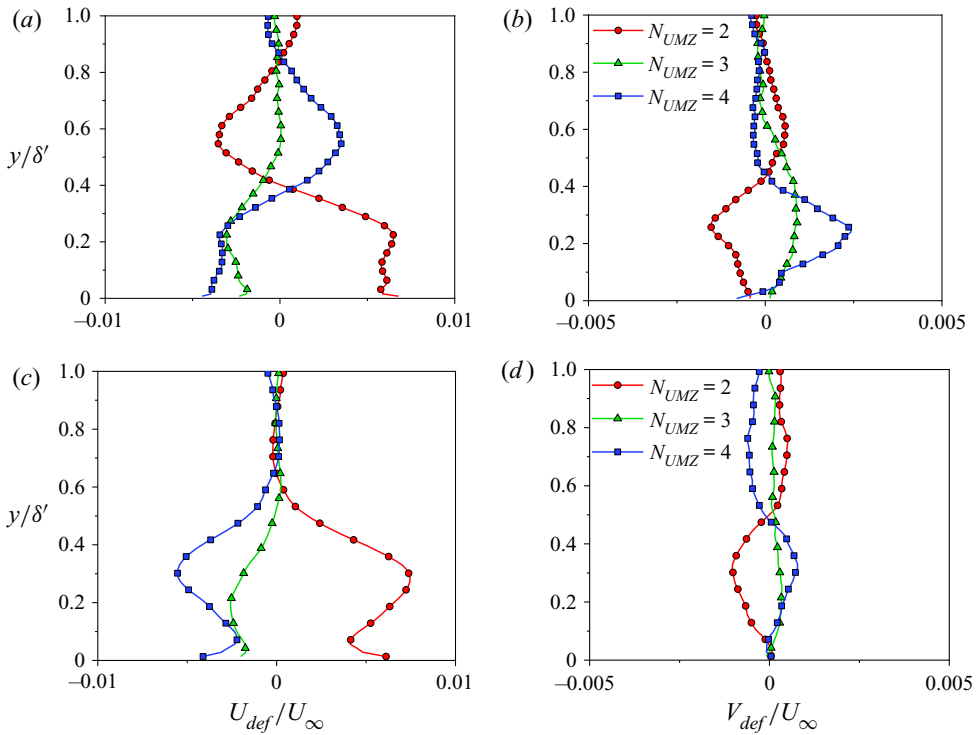 (a)
1.0
0.8
0.6
y/δ′
0.4
0.2
0
−0.01
0
0.01
(b)
1.0
0.8
0.6
0.4
0.2
0
−0.005
0
0.005
N_UMZ = 2
N_UMZ = 3
N_UMZ = 4
(c)
1.0
0.8
0.6
y/δ′
0.4
0.2
0
−0.01
0
0.01
U_def/U_∞
(d)
1.0
0.8
0.6
0.4
0.2
0
−0.005
0
0.005
N_UMZ = 2
N_UMZ = 3
N_UMZ = 4
V_def/U_∞